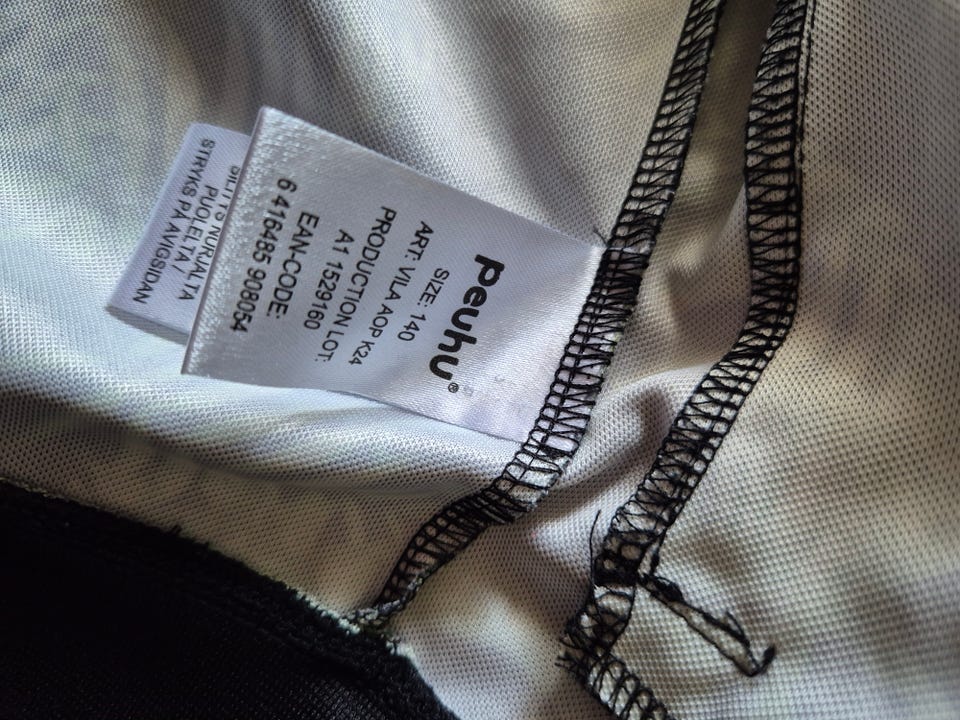 peuhu®
SIZE: 140
ART: VILA AOP K24
PRODUCTION LOT:
A1 1529160
EAN-CODE:
6 416485 908054
NURJALTA
PUOLELTA /
STRYKS PÅ AVIGSIDAN